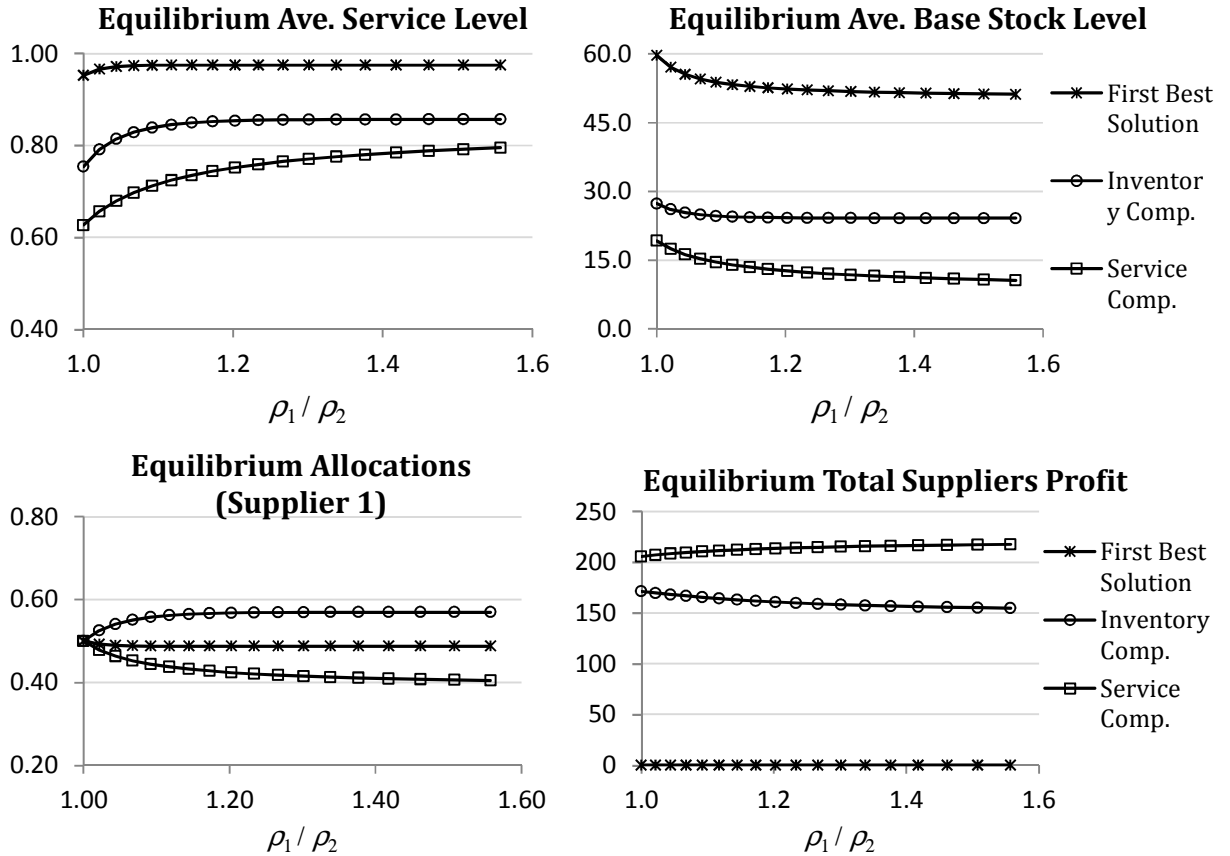 Equilibrium Ave. Service Level
1.00
0.80
0.60
0.40
1.0 1.2 1.4 1.6
ρ1 / ρ2
Equilibrium Ave. Base Stock Level
60.0
45.0
30.0
15.0
0.0
1.0 1.2 1.4 1.6
ρ1 / ρ2
First Best
Solution
Inventor
y Comp.
Service
Comp.
Equilibrium Allocations
(Supplier 1)
0.80
0.60
0.40
0.20
1.00 1.20 1.40 1.60
ρ1 / ρ2
Equilibrium Total Suppliers Profit
250
200
150
100
50
0
1.0 1.2 1.4 1.6
ρ1 / ρ2
First Best
Solution
Inventory
Comp.
Service
Comp.